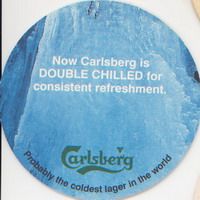 Now Carlsberg is
DOUBLE CHILLED for
consistent refreshment.
Carlsberg
Probably the coldest lager in the world